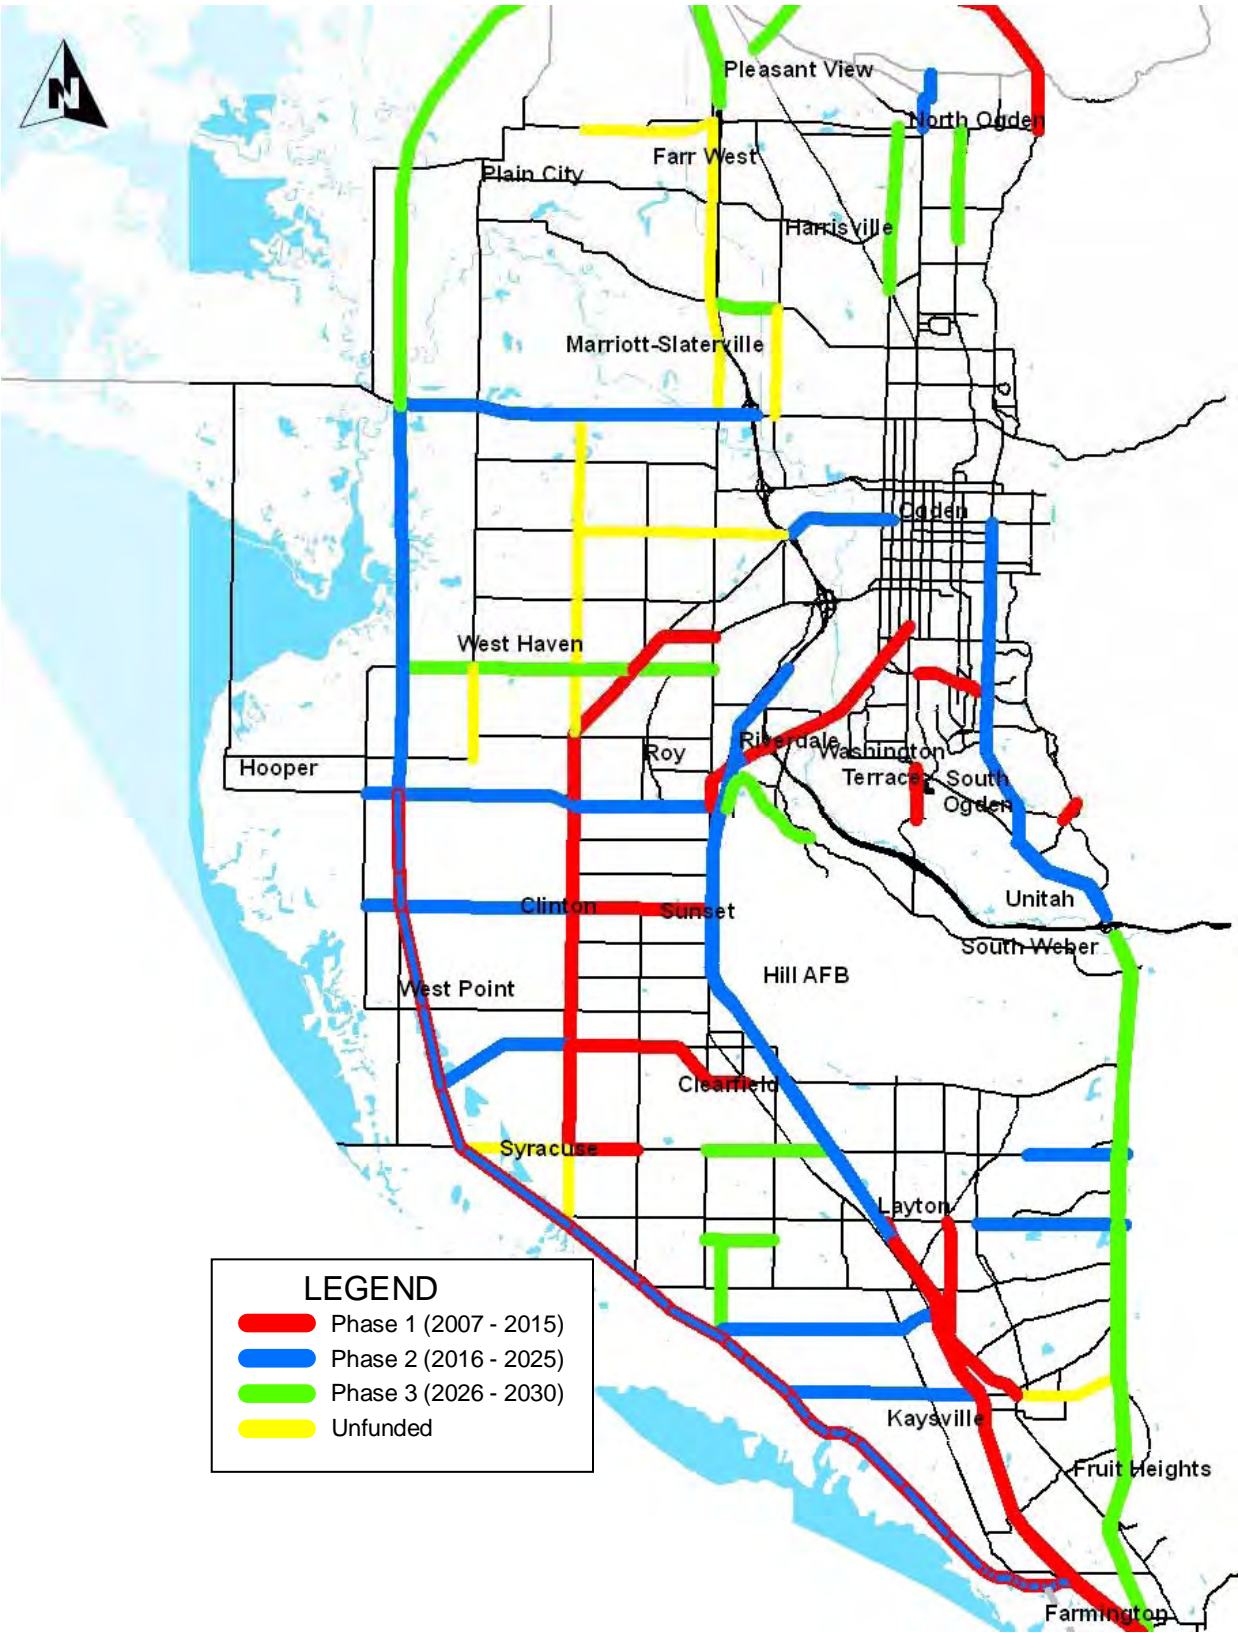 N
Pleasant View
North Ogden
Farr West
Plain City
Harrisville
Marriott-Slaterville
Ogden
West Haven
Riverdale
Roy
Washington
Terrace
Hooper
South
Ogden
Unitah
Clinton
Sunset
South Weber
Hill AFB
West Point
Clearfield
Syracuse
Layton
LEGEND
Phase 1 (2007 - 2015)
Phase 2 (2016 - 2025)
Phase 3 (2026 - 2030)
Unfunded
Kaysville
Fruit Heights
Farmington